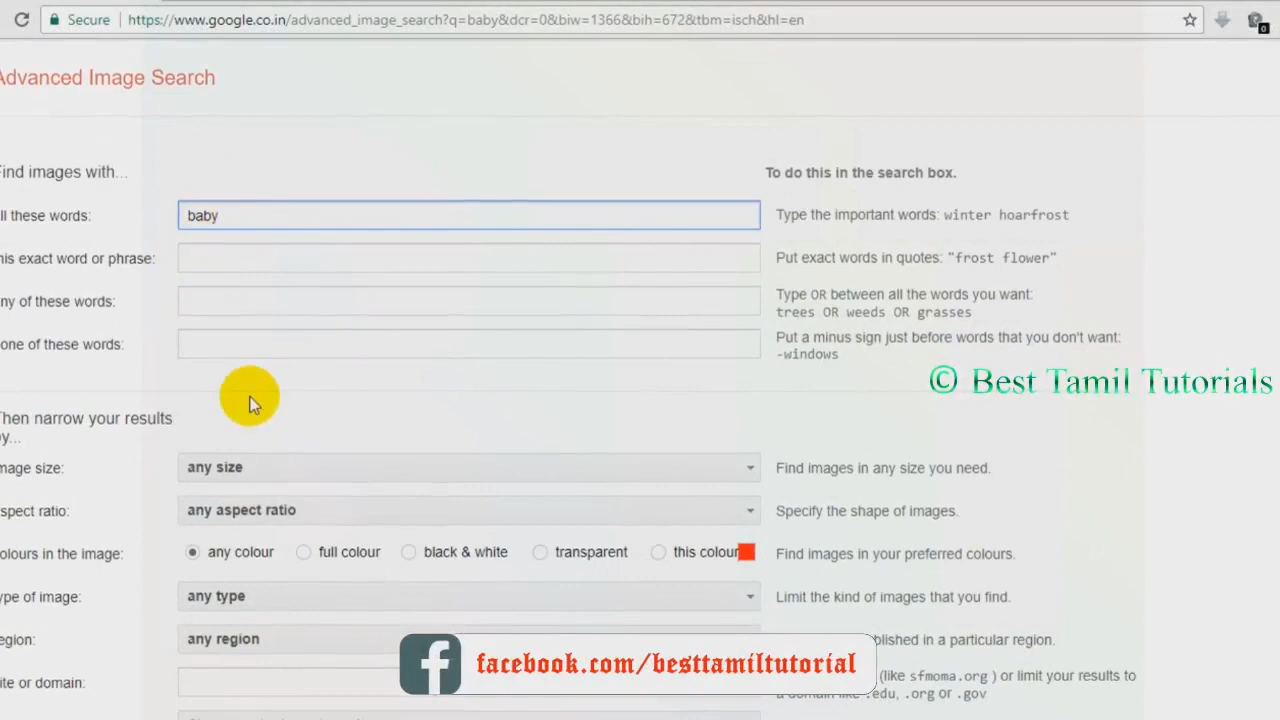 Secure https://www.google.co.in/advanced_image_search?q=baby&dcr=0&biw=1366&bih=672&tbm=isch&hl=en
0
Advanced Image Search
Find images with...
To do this in the search box.
ll these words:
baby
Type the important words: winter hoarfrost
his exact word or phrase:
Put exact words in quotes: "frost flower"
ny of these words:
Type OR between all the words you want:
trees OR weeds OR grasses
one of these words:
Put a minus sign just before words that you don't want:
-windows
© Best Tamil Tutorials
Then narrow your results
by...
mage size:
any size
Find images in any size you need.
spect ratio:
any aspect ratio
Specify the shape of images.
olours in the image:
any colour full colour black & white transparent this colour
Find images in your preferred colours.
ype of image:
any type
Limit the kind of images that you find.
egion:
any region
blished in a particular region.
facebook.com/besttamiltutorial
ite or domain:
(like sfmoma.org ) or limit your results to
a domain like .edu, .org or .gov